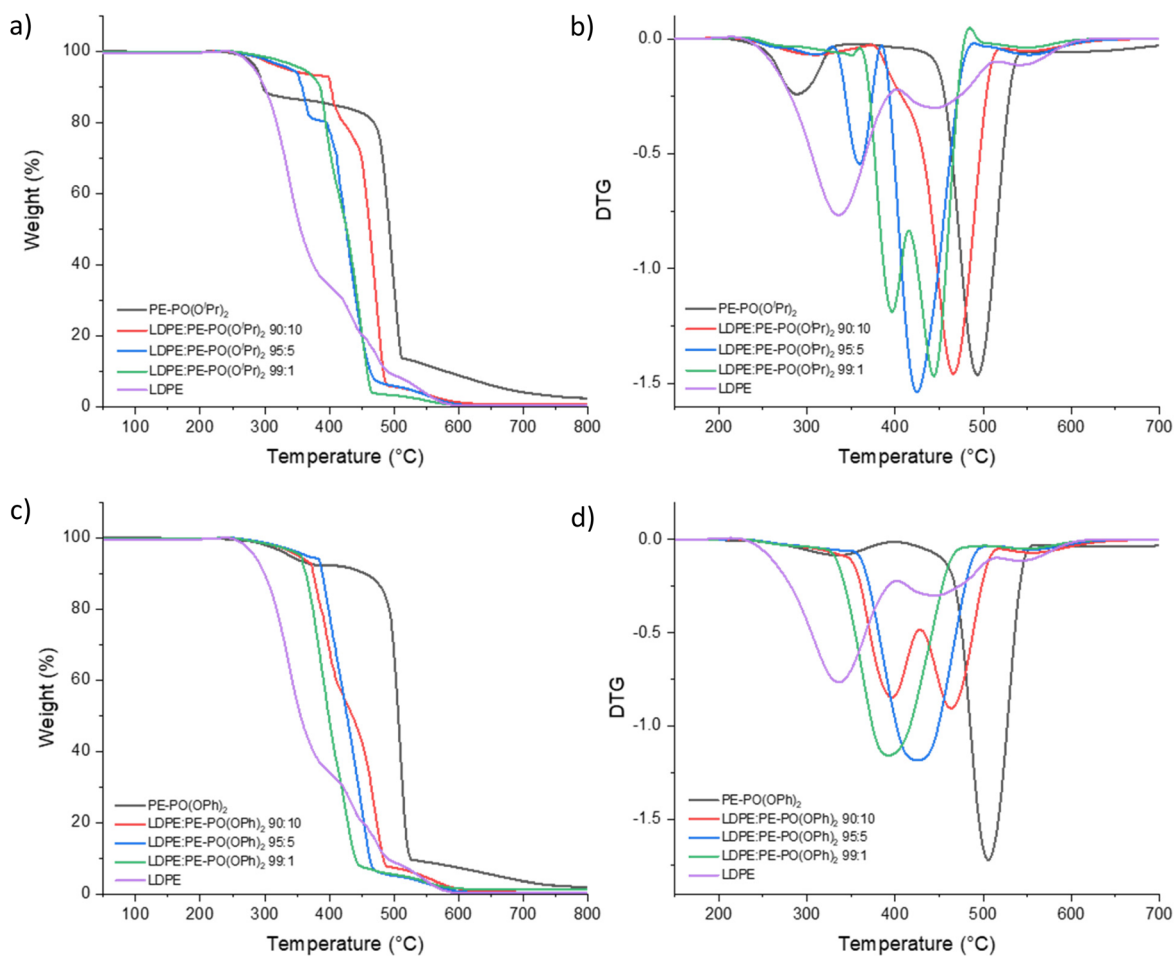 a)
100
80
60
40
20
0
Weight (%)
PE-PO(OⁱPr)₂
LDPE:PE-PO(OⁱPr)₂ 90:10
LDPE:PE-PO(OⁱPr)₂ 95:5
LDPE:PE-PO(OⁱPr)₂ 99:1
LDPE
100 200 300 400 500 600 700 800
Temperature (°C)
b)
0.0
-0.5
-1.0
-1.5
DTG
PE-PO(OⁱPr)₂
LDPE:PE-PO(OⁱPr)₂ 90:10
LDPE:PE-PO(OⁱPr)₂ 95:5
LDPE:PE-PO(OⁱPr)₂ 99:1
LDPE
200 300 400 500 600 700
Temperature (°C)
c)
100
80
60
40
20
0
Weight (%)
PE-PO(OPh)₂
LDPE:PE-PO(OPh)₂ 90:10
LDPE:PE-PO(OPh)₂ 95:5
LDPE:PE-PO(OPh)₂ 99:1
LDPE
100 200 300 400 500 600 700 800
Temperature (°C)
d)
0.0
-0.5
-1.0
-1.5
DTG
PE-PO(OPh)₂
LDPE:PE-PO(OPh)₂ 90:10
LDPE:PE-PO(OPh)₂ 95:5
LDPE:PE-PO(OPh)₂ 99:1
LDPE
200 300 400 500 600 700
Temperature (°C)